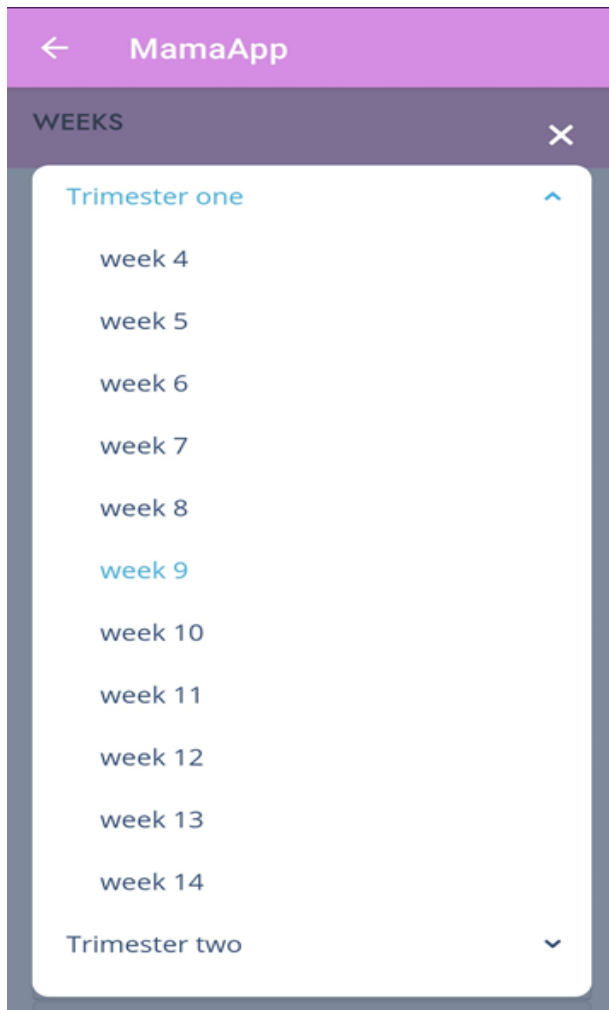 MamaApp
WEEKS
Trimester one
week 4
week 5
week 6
week 7
week 8
week 9
week 10
week 11
week 12
week 13
week 14
Trimester two